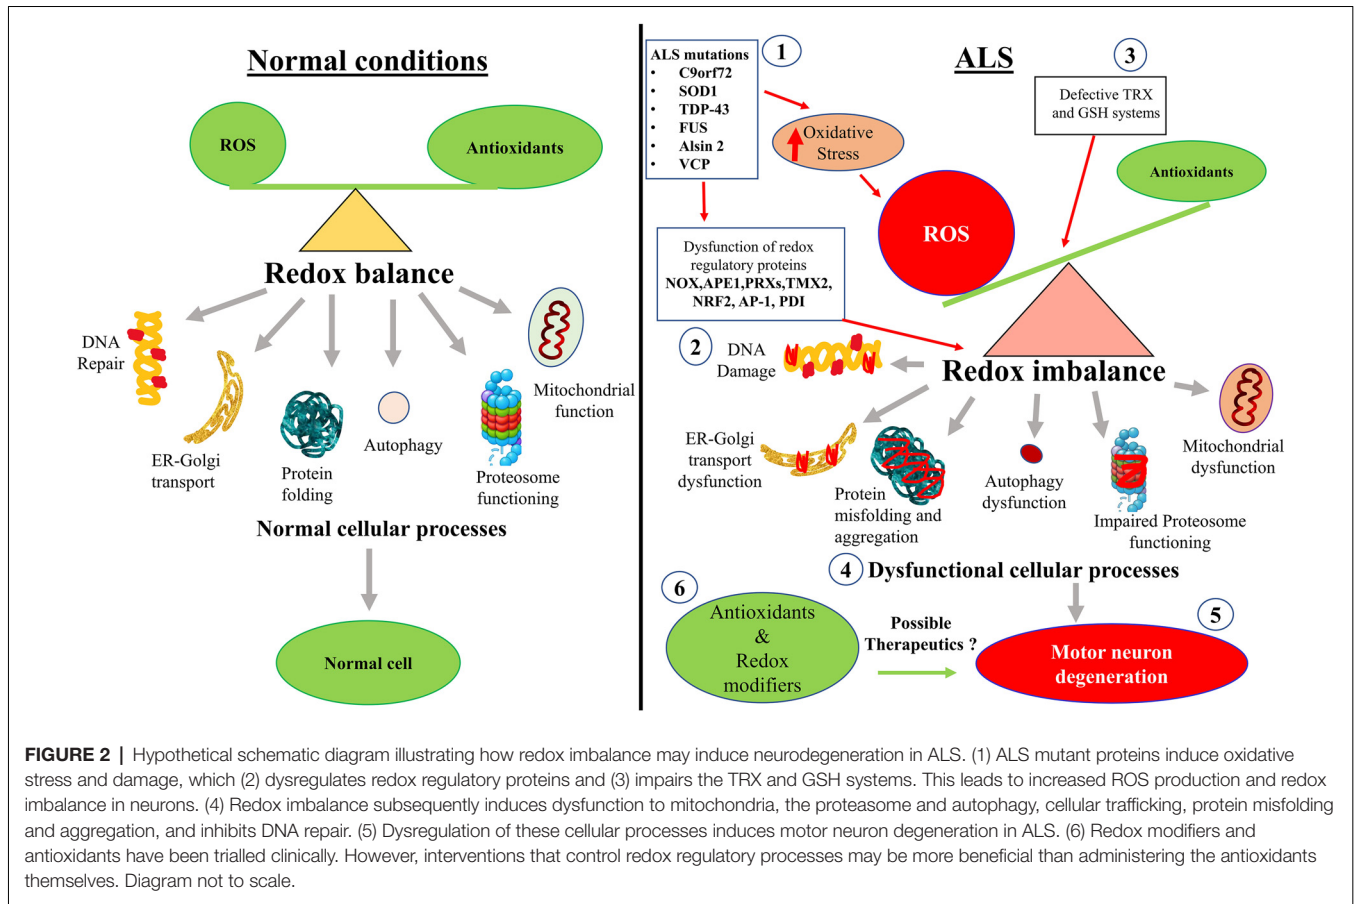 Normal conditions
ROS
Antioxidants
Redox balance
DNA
Repair
ER-Golgi
transport
Protein
folding
Autophagy
Proteosome
functioning
Mitochondrial
function
Normal cellular processes
Normal cell
ALS mutations
• C9orf72
• SOD1
• TDP-43
• FUS
• Alsin 2
• VCP
1
ALS
3
Oxidative
Stress
Defective TRX
and GSH systems
Antioxidants
ROS
Dysfunction of redox
regulatory proteins
NOX,APE1,PRXs,TMX2,
NRF2, AP-1, PDI
2
DNA
Damage
Redox imbalance
ER-Golgi
transport
dysfunction
Protein
misfolding and
aggregation
Autophagy
dysfunction
Impaired Proteosome
functioning
Mitochondrial
dysfunction
4
Dysfunctional cellular processes
6
Antioxidants
&
Redox
modifiers
Possible
Therapeutics ?
5
Motor neuron
degeneration
FIGURE 2 | Hypothetical schematic diagram illustrating how redox imbalance may induce neurodegeneration in ALS. (1) ALS mutant proteins induce oxidative
stress and damage, which (2) dysregulates redox regulatory proteins and (3) impairs the TRX and GSH systems. This leads to increased ROS production and redox
imbalance in neurons. (4) Redox imbalance subsequently induces dysfunction to mitochondria, the proteasome and autophagy, cellular trafficking, protein misfolding
and aggregation, and inhibits DNA repair. (5) Dysregulation of these cellular processes induces motor neuron degeneration in ALS. (6) Redox modifiers and
antioxidants have been trialled clinically. However, interventions that control redox regulatory processes may be more beneficial than administering the antioxidants
themselves. Diagram not to scale.